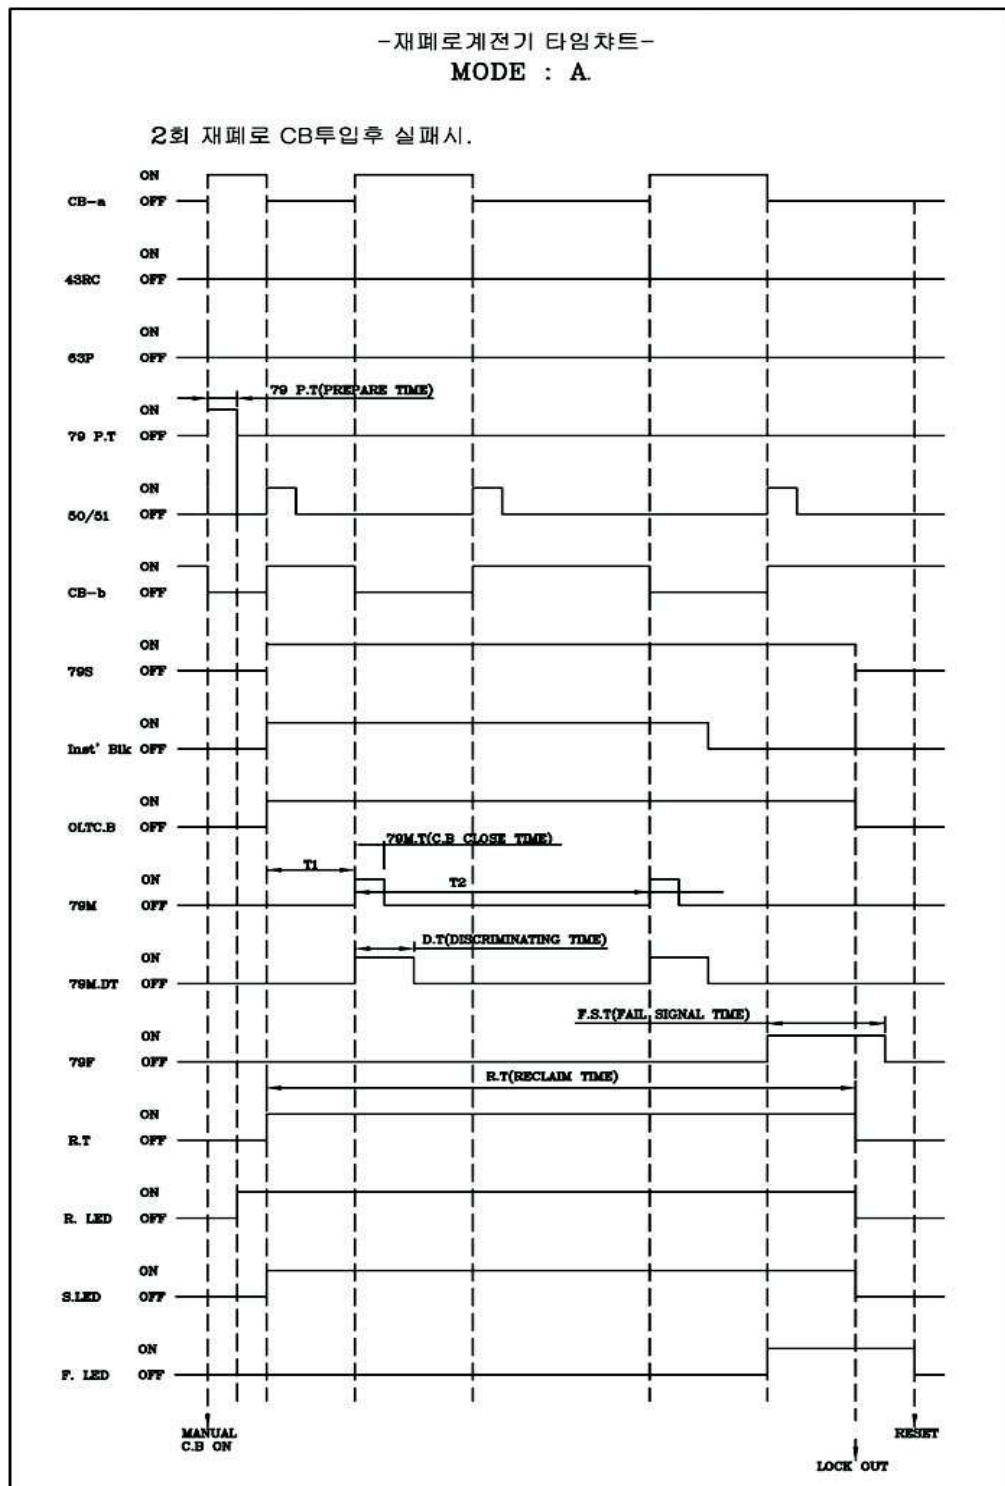 -재폐로계전기 타임챠트-
MODE : A.
2회 재폐로 CB투입후 실패시.
ON
CB-a OFF
ON
43RC OFF
ON
63P OFF
79 P.T(PREPARE TIME)
ON
79 P.T OFF
ON
50/51 OFF
ON
CB-b OFF
ON
79S OFF
ON
Inst' Blk OFF
ON
OLTC.B OFF
79M.T(C.B CLOSE TIME)
T1
ON
T2
79M OFF
D.T(DISCRIMINATING TIME)
ON
79M.DT OFF
F.S.T(FAIL SIGNAL TIME)
ON
79F OFF
R.T(RECLAIM TIME)
ON
R.T OFF
ON
R. LED OFF
ON
S.LED OFF
ON
F. LED OFF
MANUAL
C.B ON
RESET
LOCK OUT